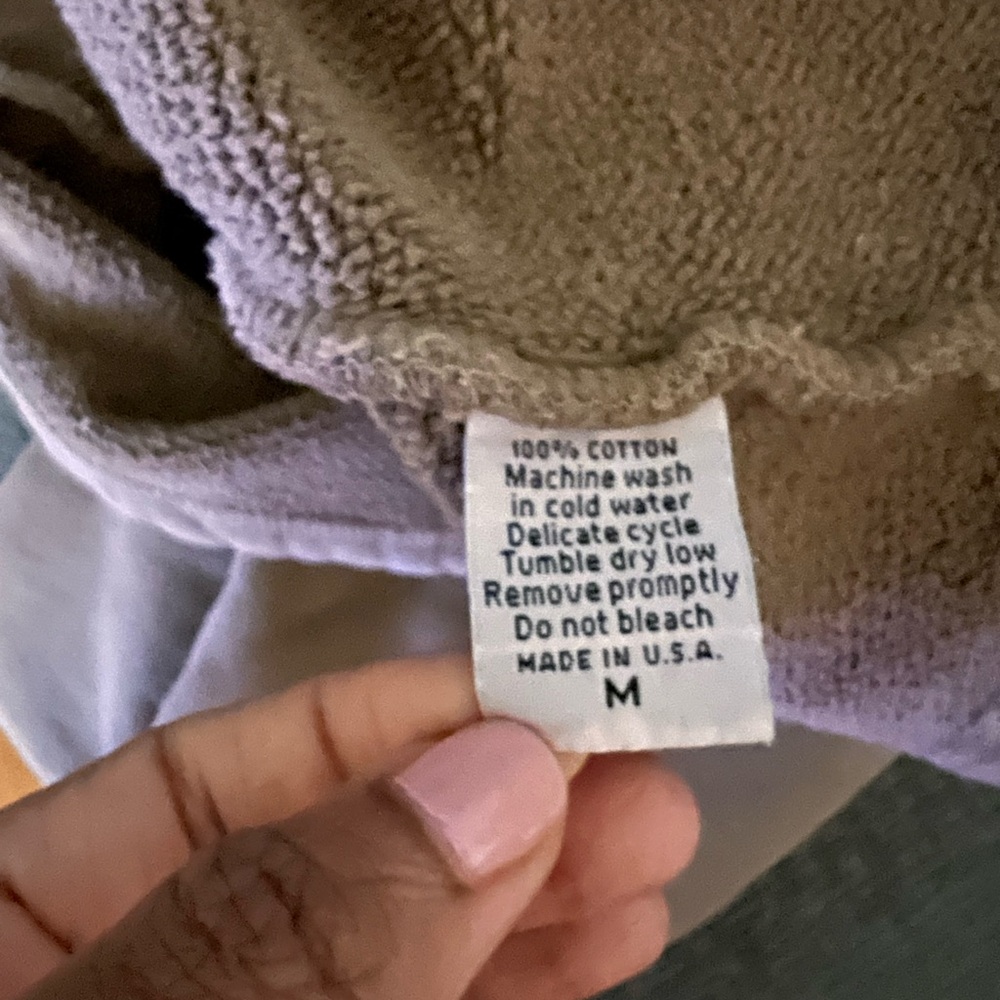 100% COTTON
Machine wash
in cold water
Delicate cycle
Tumble dry low
Remove promptly
Do not bleach
MADE IN U.S.A.
M